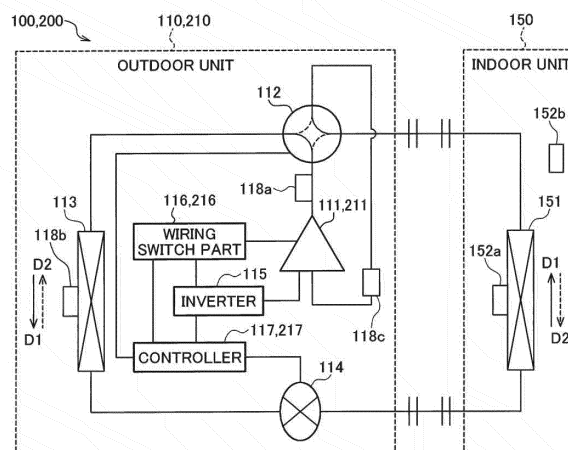 100,200
110,210
150
OUTDOOR UNIT
INDOOR UNIT
112
152b
118a
113
116,216
111,211
151
118b
WIRING
SWITCH PART
152a
D2
115
D1
INVERTER
D1
117,217
118c
D2
CONTROLLER
114